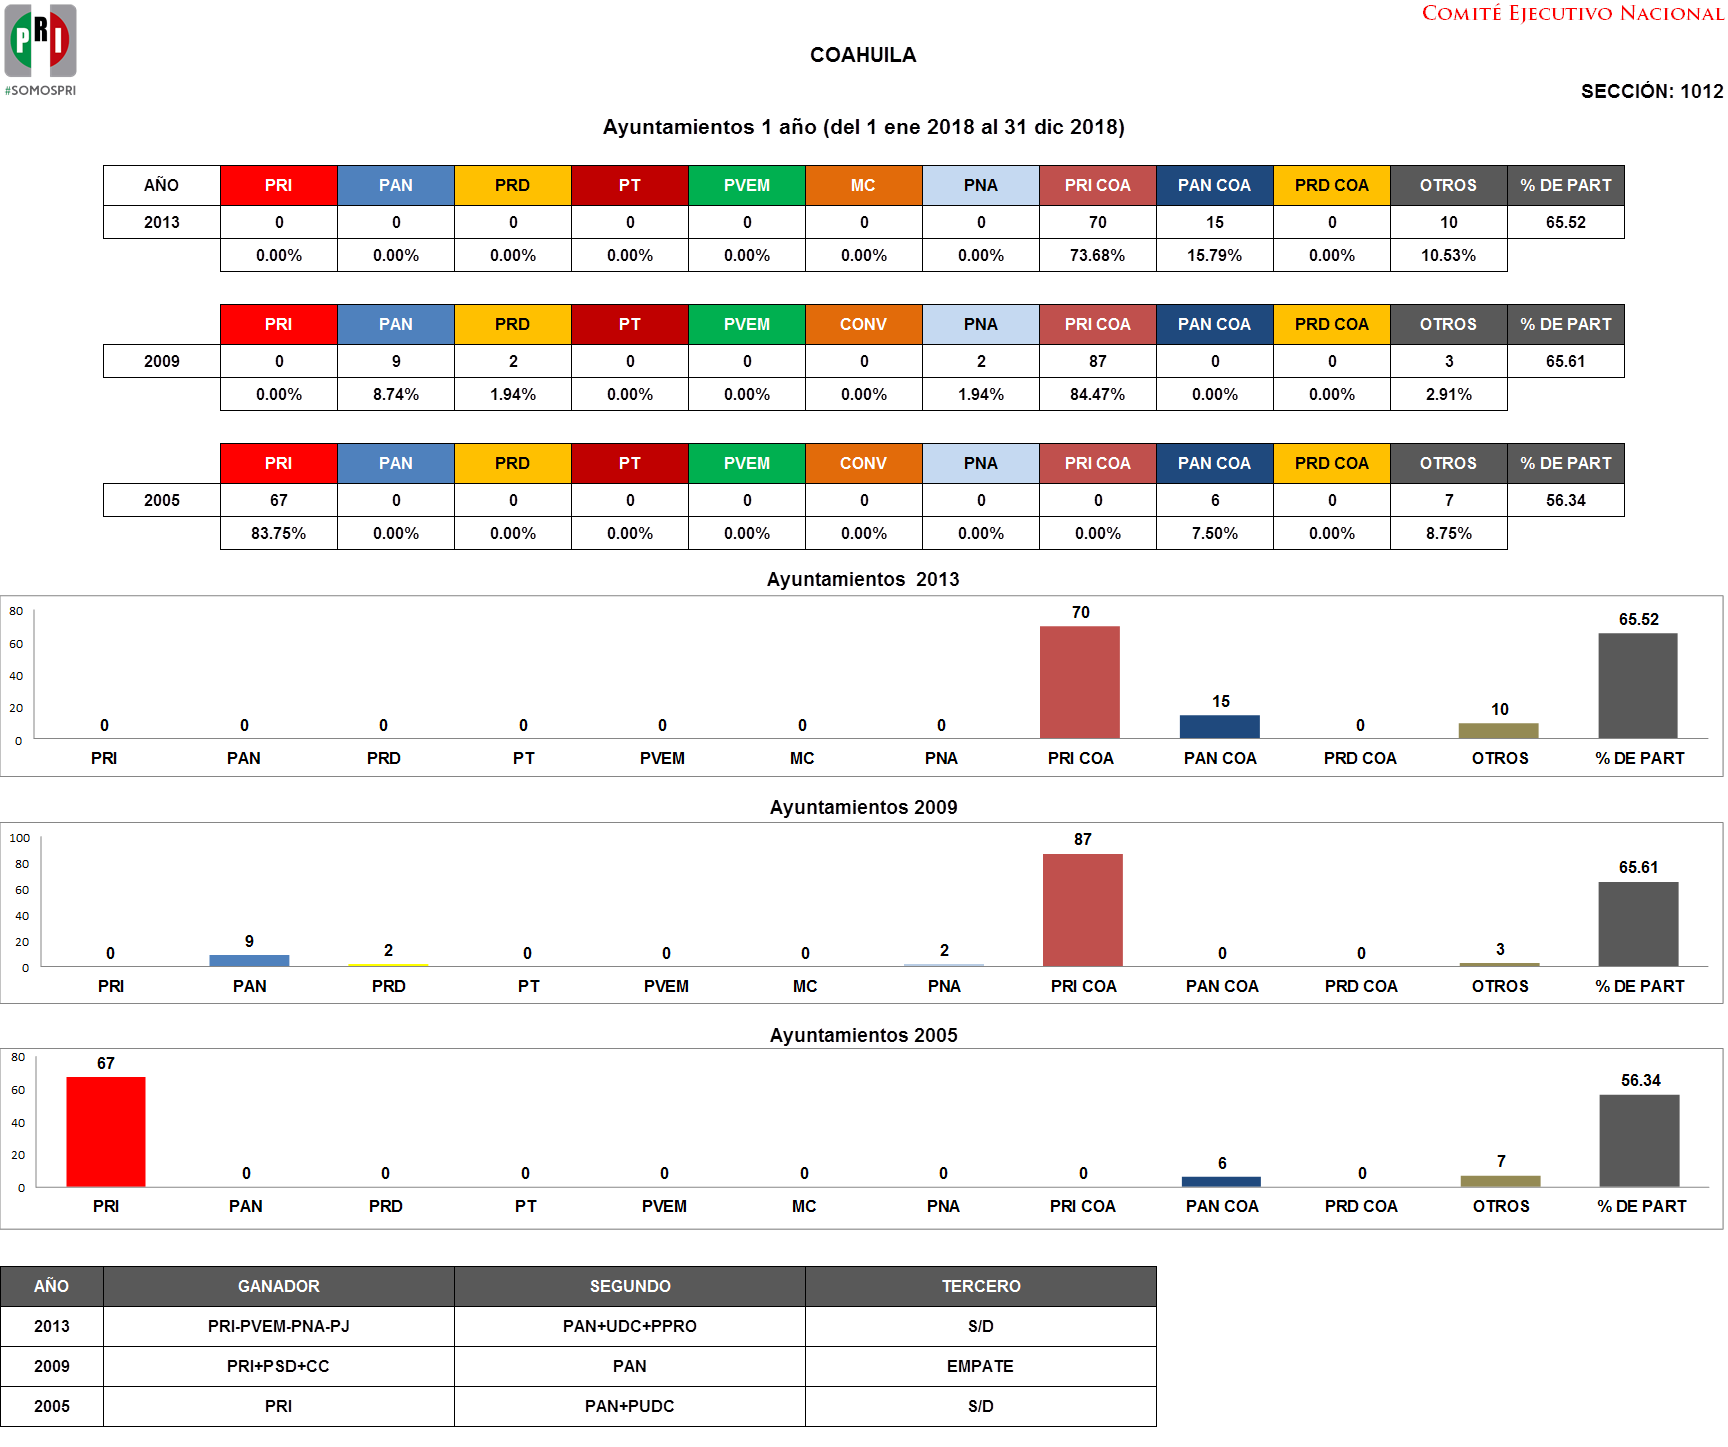 COMITÉ EJECUTIVO NACIONAL
PRI
#SOMOSPRI
COAHUILA
SECCIÓN: 1012
Ayuntamientos 1 año (del 1 ene 2018 al 31 dic 2018)
AÑO PRI PAN PRD PT PVEM MC PNA PRI COA PAN COA PRD COA OTROS % DE PART
2013 0 0 0 0 0 0 0 70 15 0 10 65.52
0.00% 0.00% 0.00% 0.00% 0.00% 0.00% 0.00% 73.68% 15.79% 0.00% 10.53%
PRI PAN PRD PT PVEM CONV PNA PRI COA PAN COA PRD COA OTROS % DE PART
2009 0 9 2 0 0 0 2 87 0 0 3 65.61
0.00% 8.74% 1.94% 0.00% 0.00% 0.00% 1.94% 84.47% 0.00% 0.00% 2.91%
PRI PAN PRD PT PVEM CONV PNA PRI COA PAN COA PRD COA OTROS % DE PART
2005 67 0 0 0 0 0 0 0 6 0 7 56.34
83.75% 0.00% 0.00% 0.00% 0.00% 0.00% 0.00% 0.00% 7.50% 0.00% 8.75%
Ayuntamientos 2013
80
60
40
20
0
0 0 0 0 0 0 0 70 15 0 10 65.52
PRI PAN PRD PT PVEM MC PNA PRI COA PAN COA PRD COA OTROS % DE PART
Ayuntamientos 2009
100
80
60
40
20
0
0 9 2 0 0 0 2 87 0 0 3 65.61
PRI PAN PRD PT PVEM MC PNA PRI COA PAN COA PRD COA OTROS % DE PART
Ayuntamientos 2005
80
60
40
20
0
67 0 0 0 0 0 0 0 6 0 7 56.34
PRI PAN PRD PT PVEM MC PNA PRI COA PAN COA PRD COA OTROS % DE PART
AÑO GANADOR SEGUNDO TERCERO
2013 PRI-PVEM-PNA-PJ PAN+UDC+PPRO S/D
2009 PRI+PSD+CC PAN EMPATE
2005 PRI PAN+PUDC S/D